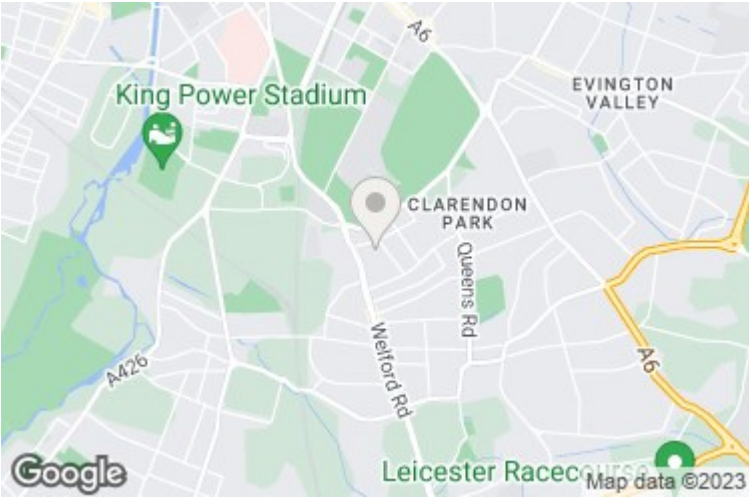 A6
EVINGTON
VALLEY
King Power Stadium
CLARENDON
PARK
Queens Rd
Welford Rd
A426
A6
Leicester Racecourse
Google
Map data ©2023